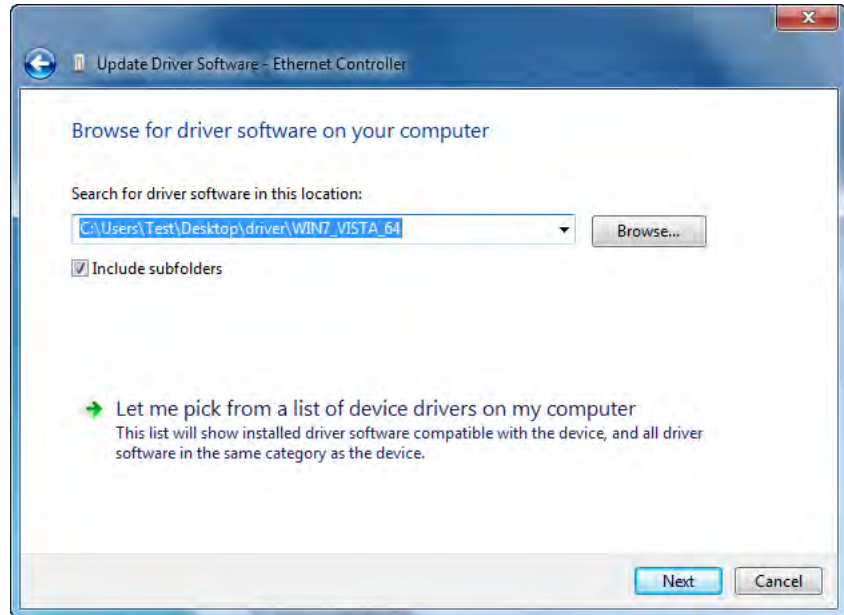 Update Driver Software - Ethernet Controller
Browse for driver software on your computer
Search for driver software in this location:
C:\Users\Test\Desktop\driver\WIN7_VISTA_64
Browse...
Include subfolders
Let me pick from a list of device drivers on my computer
This list will show installed driver software compatible with the device, and all driver
software in the same category as the device.
Next
Cancel